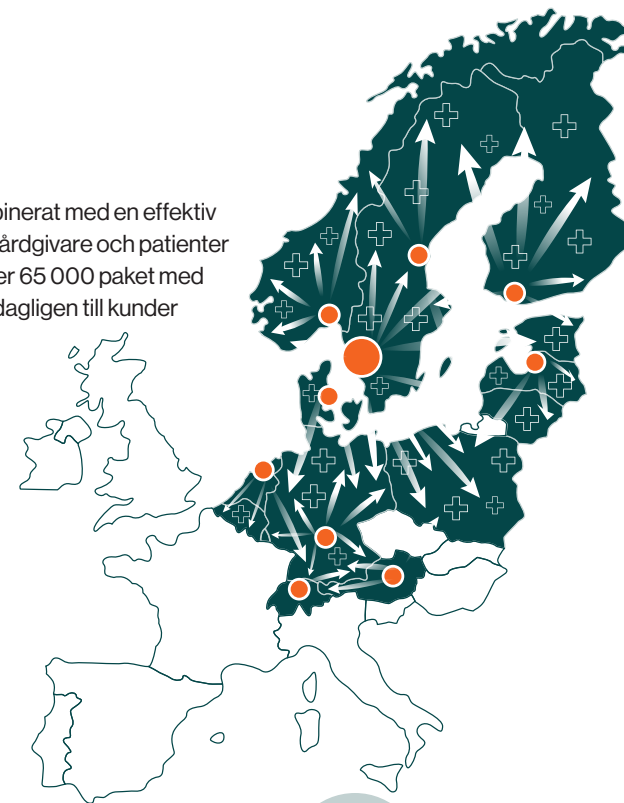 binerat med en effektiv
årdgivare och patienter
er 65 000 paket med
dagligen till kunder